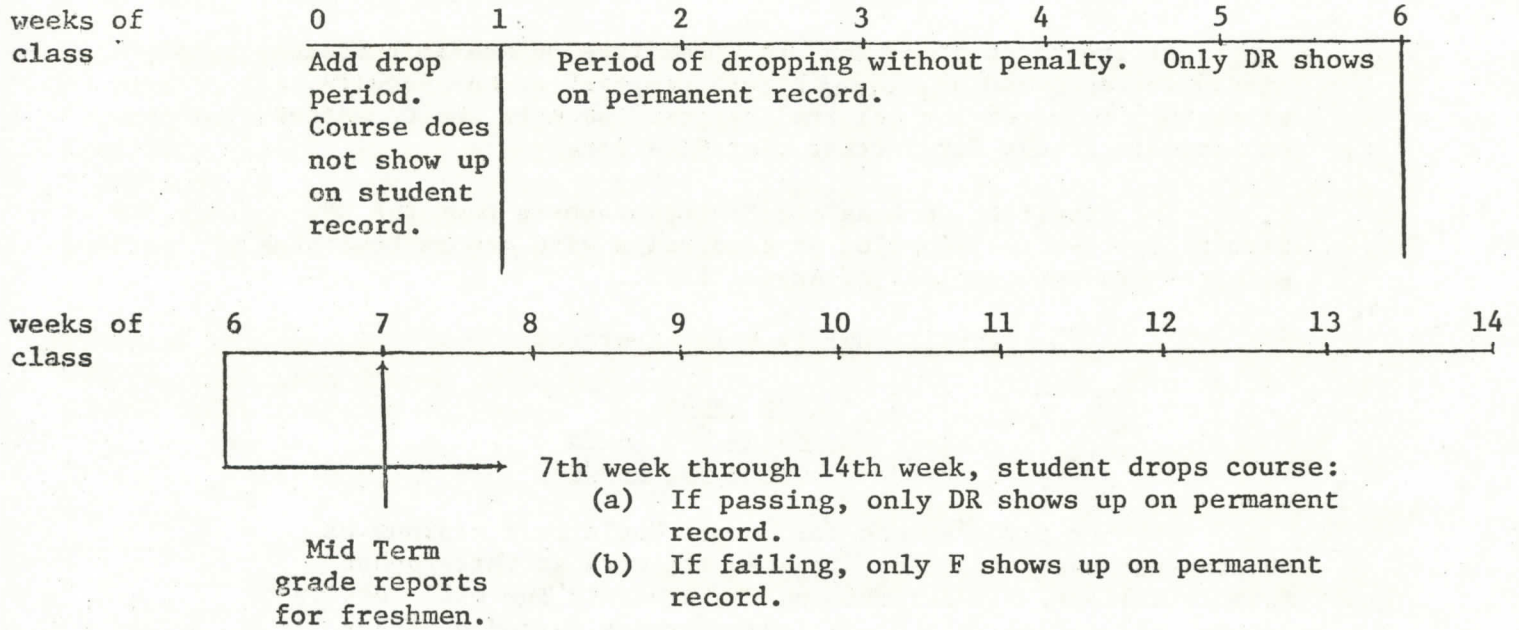 weeks of class 0 1 2 3 4 5 6
Add drop
period.
Course does
not show up
on student
record.
Period of dropping without penalty. Only DR shows
on permanent record.
weeks of class 6 7 8 9 10 11 12 13 14
7th week through 14th week, student drops course:
(a) If passing, only DR shows up on permanent
record.
(b) If failing, only F shows up on permanent
record.
Mid Term
grade reports
for freshmen.